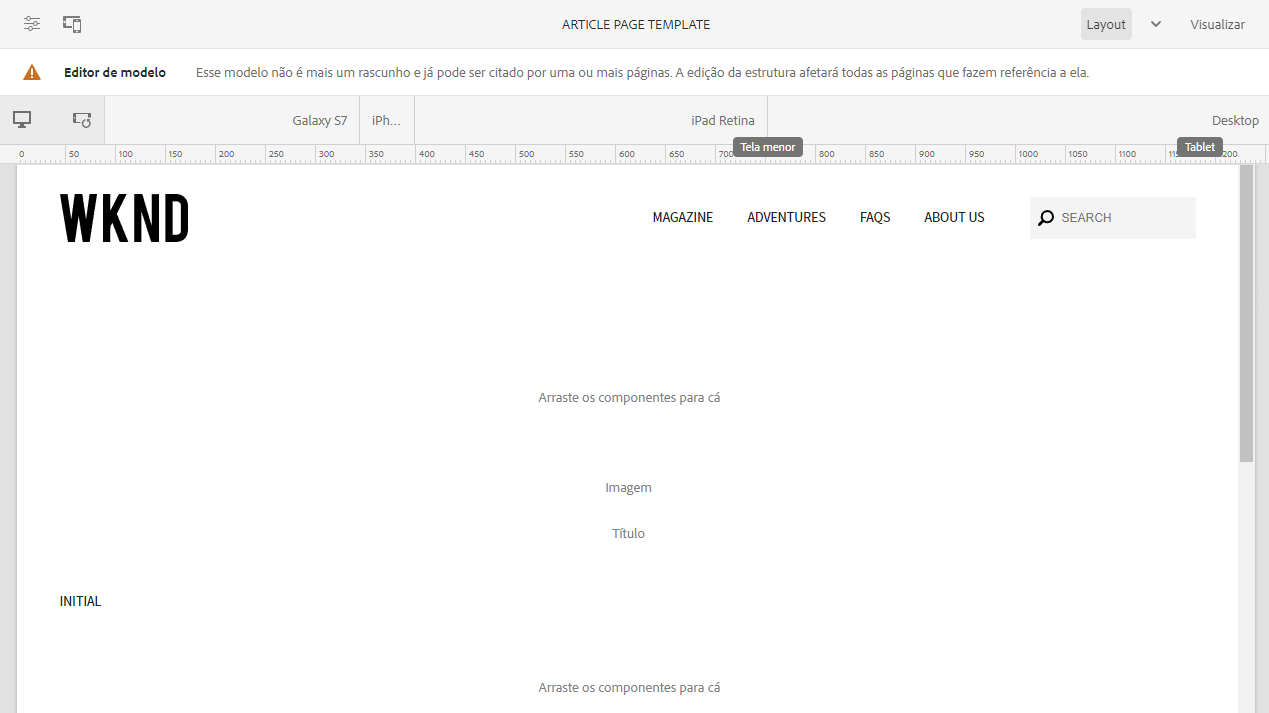 ARTICLE PAGE TEMPLATE
Layout
Visualizar
Editor de modelo
Esse modelo não é mais um rascunho e já pode ser citado por uma ou mais páginas. A edição da estrutura afetará todas as páginas que fazem referência a ela.
Galaxy S7
iPh...
iPad Retina
Desktop
Tela menor
Tablet
0 50 100 150 200 250 300 350 400 450 500 550 600 650 700 800 850 900 950 1000 1050 1100
WKND
MAGAZINE
ADVENTURES
FAQS
ABOUT US
SEARCH
Arraste os componentes para cá
Imagem
Título
INITIAL
Arraste os componentes para cá